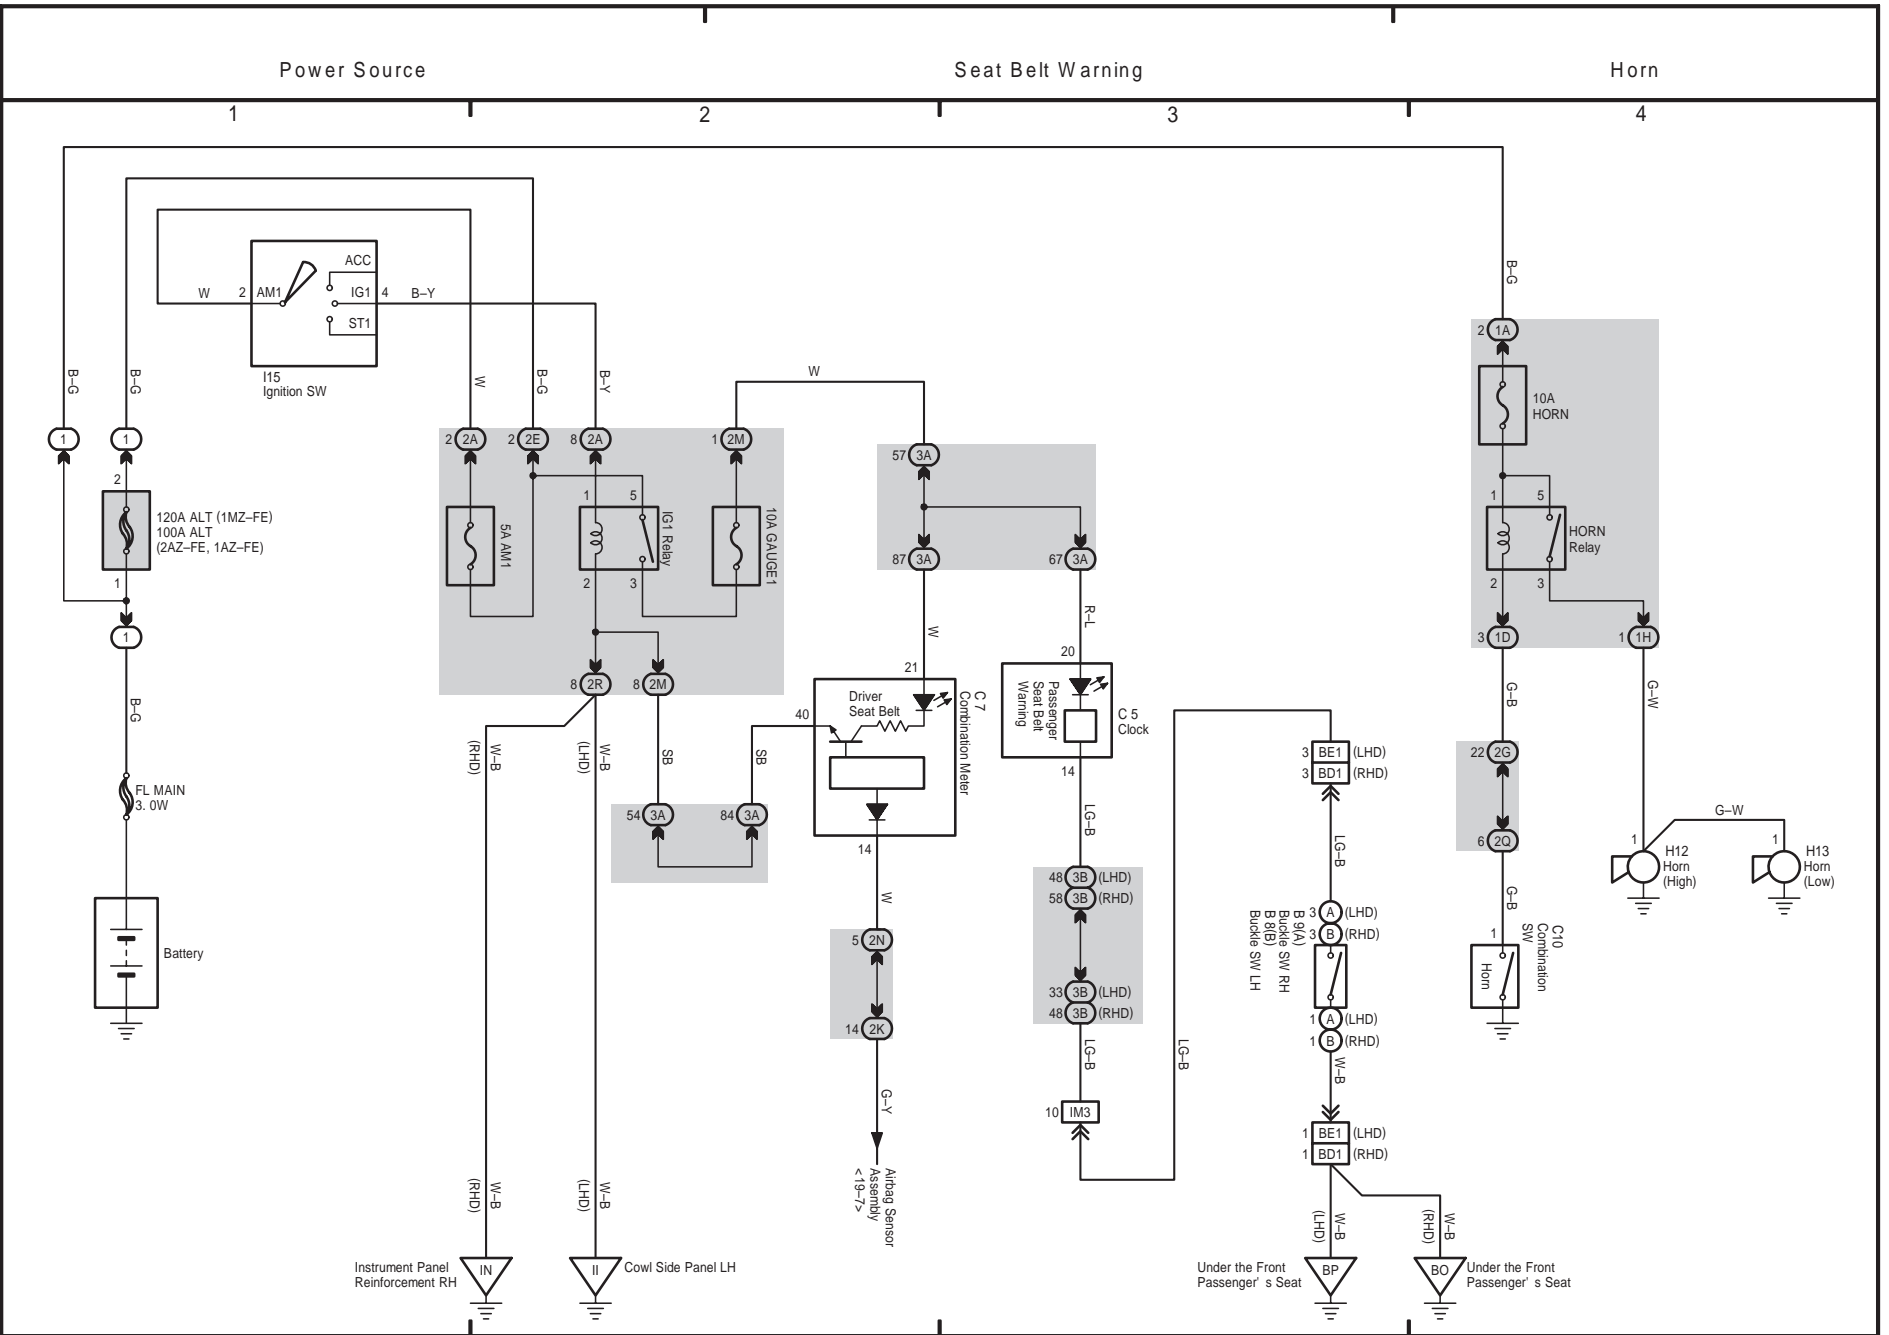 Power Source
Seat Belt Warning
Horn
1
2
3
4
ACC
W
2
AM1
IG1
4
B–Y
ST1
I15
Ignition SW
B–G
B–G
W
B–G
B–Y
W
B–G
1
1
2
2A
2
2E
8
2A
1
2M
57
3A
2
1A
2
120A ALT (1MZ–FE)
100A ALT
(2AZ–FE, 1AZ–FE)
1
1
5A AM1
1
5
IG1 Relay
2
3
10A GAUGE1
87
3A
67
3A
10A
HORN
1
5
HORN
Relay
2
3
8
2R
8
2M
3
1D
1
1H
B–G
FL MAIN
3. 0W
Battery
W–B
(RHD)
W–B
(LHD)
SB
SB
54
3A
84
3A
W
21
40
Driver
Seat Belt
C 7
Combination Meter
14
W
5
2N
14
2K
G–Y
Airbag Sensor
Assembly
<19–7>
R–L
20
Passenger
Seat Belt
Warning
C 5
Clock
14
LG–B
48
3B
(LHD)
58
3B
(RHD)
33
3B
(LHD)
48
3B
(RHD)
LG–B
10
IM3
LG–B
3
BE1
(LHD)
3
BD1
(RHD)
LG–B
3
A
(LHD)
3
B
(RHD)
B 9(A)
Buckle SW RH
B 8(B)
Buckle SW LH
1
A
(LHD)
1
B
(RHD)
W–B
1
BE1
(LHD)
1
BD1
(RHD)
W–B
(LHD)
W–B
(RHD)
G–B
22
2G
6
2Q
G–B
1
C10
Combination
SW
Horn
G–W
G–W
1
H12
Horn
(High)
1
H13
Horn
(Low)
W–B
(RHD)
W–B
(LHD)
Instrument Panel
Reinforcement RH
IN
II
Cowl Side Panel LH
Under the Front
Passenger' s Seat
BP
BO
Under the Front
Passenger' s Seat